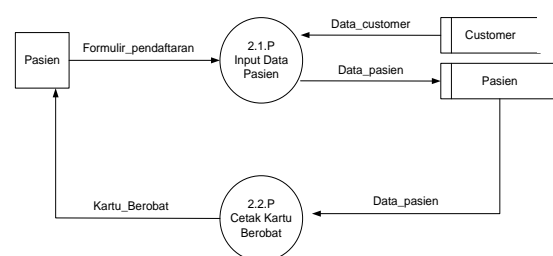 Data_customer
Customer
Pasien
Formulir_pendaftaran
2.1.P
Input Data
Pasien
Data_pasien
Pasien
Kartu_Berobat
2.2.P
Cetak Kartu
Berobat
Data_pasien